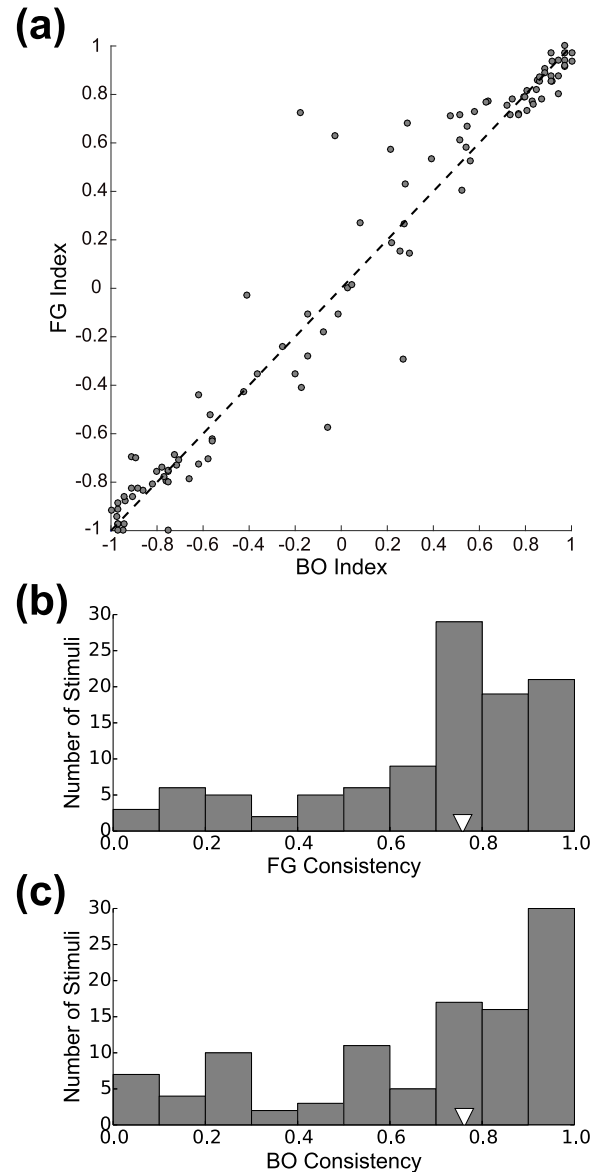 (a)
1
0.8
0.6
0.4
0.2
0
-0.2
-0.4
-0.6
-0.8
-1
FG Index
-1 -0.8 -0.6 -0.4 -0.2 0 0.2 0.4 0.6 0.8 1
BO Index
(b)
30
25
20
15
10
5
0
Number of Stimuli
0.0 0.2 0.4 0.6 0.8 1.0
FG Consistency
(c)
30
25
20
15
10
5
0
Number of Stimuli
0.0 0.2 0.4 0.6 0.8 1.0
BO Consistency